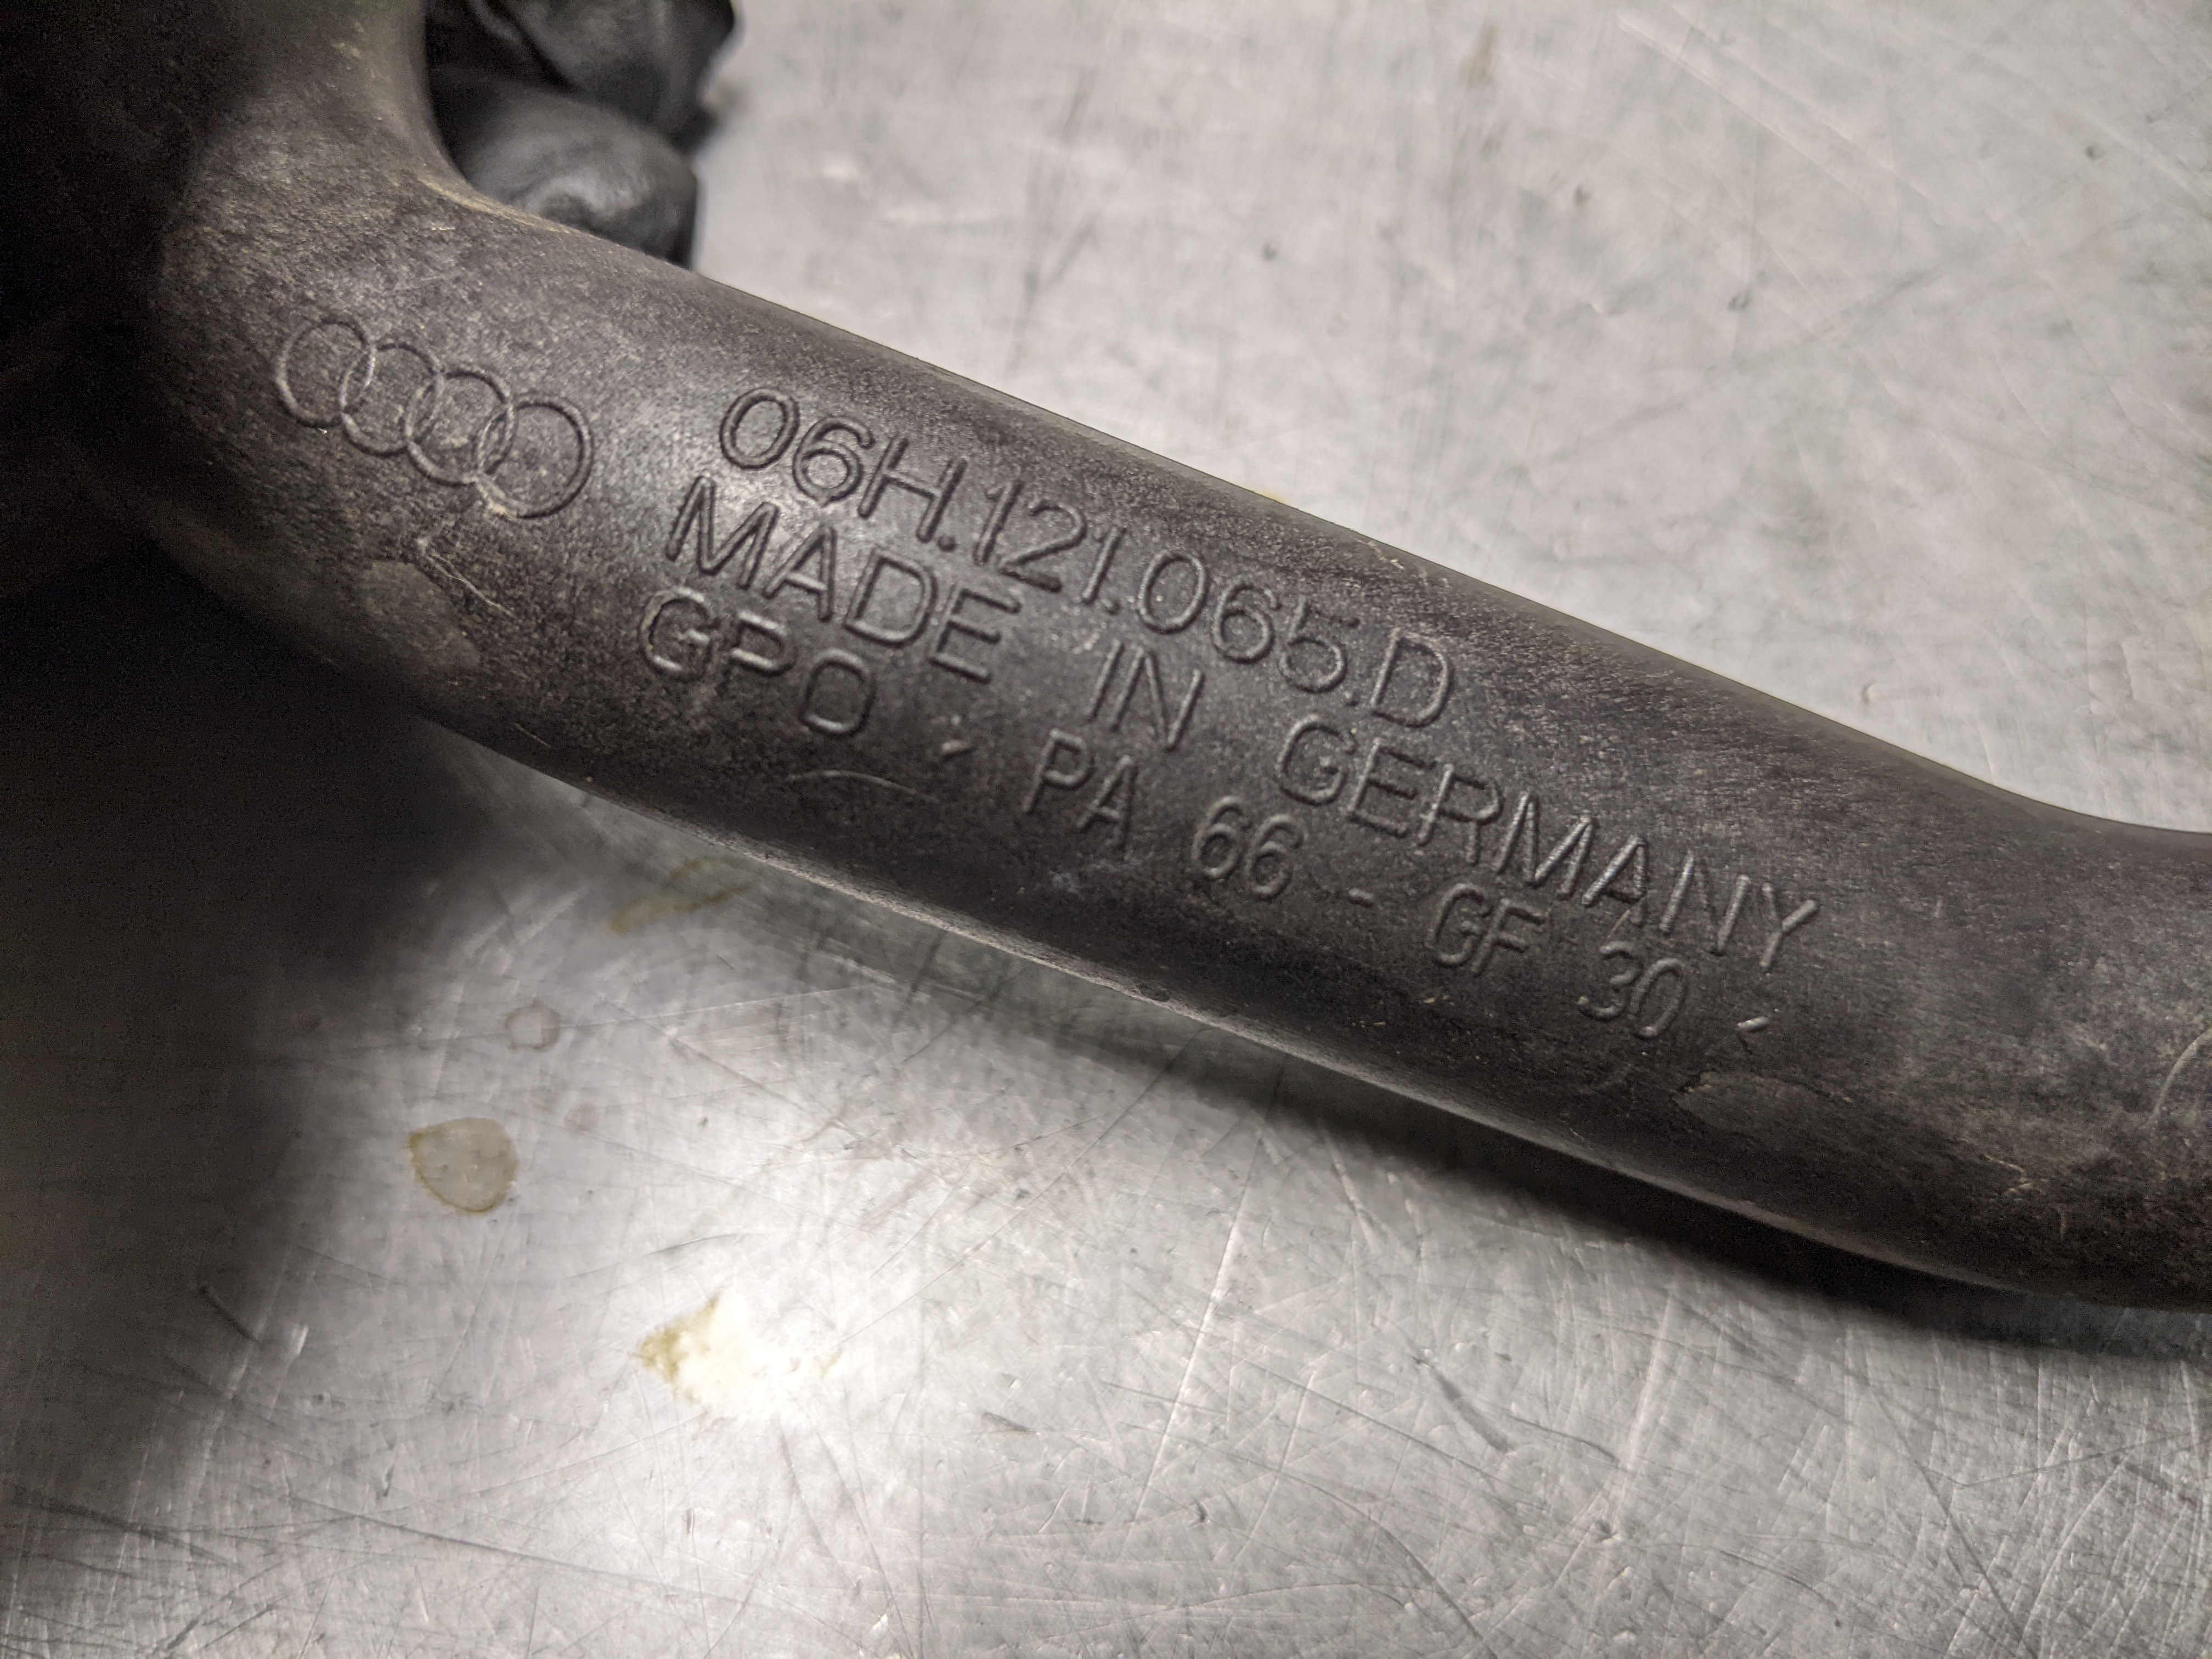 06H.121.065.D
MADE IN GERMANY
GPO > PA 66 - GF 30 <